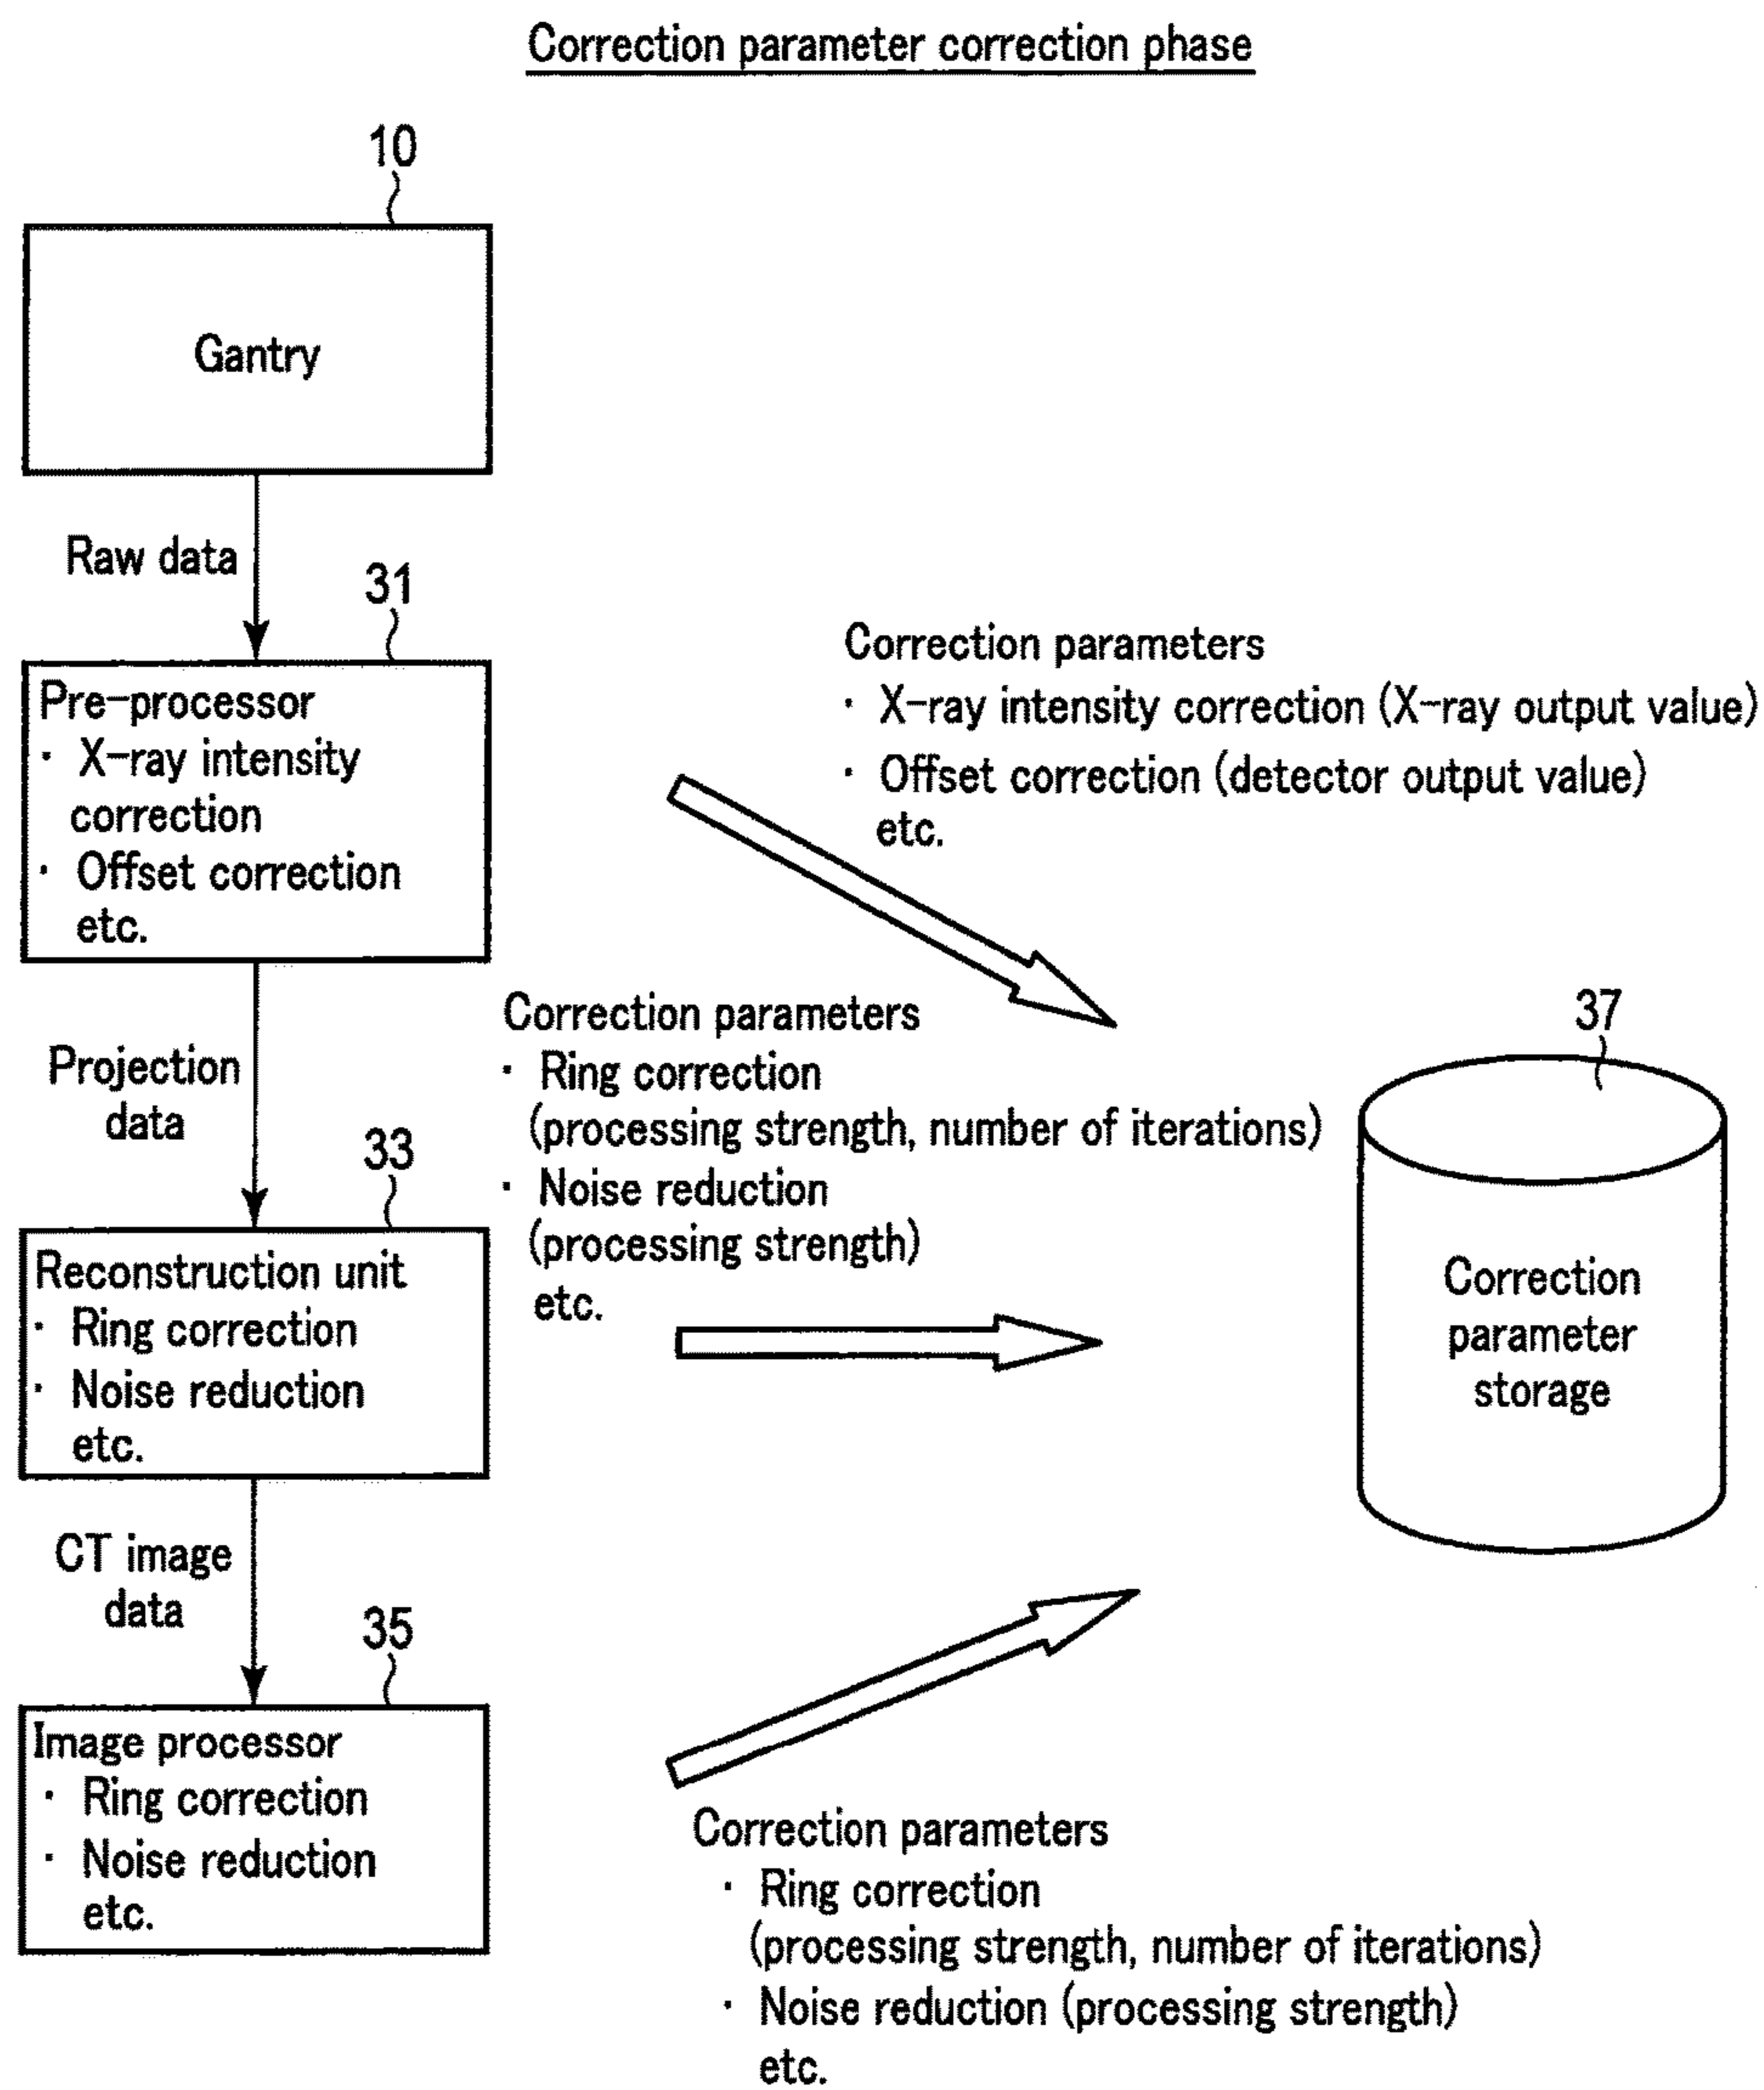 Correction parameter correction phase
10
Gantry
Raw data
31
Pre-processor
· X-ray intensity
correction
· Offset correction
etc.
Correction parameters
· X-ray intensity correction (X-ray output value)
· Offset correction (detector output value)
etc.
Projection
data
Correction parameters
· Ring correction
(processing strength, number of iterations)
· Noise reduction
(processing strength)
etc.
33
Reconstruction unit
· Ring correction
· Noise reduction
etc.
37
Correction
parameter
storage
CT image
data
35
Image processor
· Ring correction
· Noise reduction
etc.
Correction parameters
· Ring correction
(processing strength, number of iterations)
· Noise reduction (processing strength)
etc.